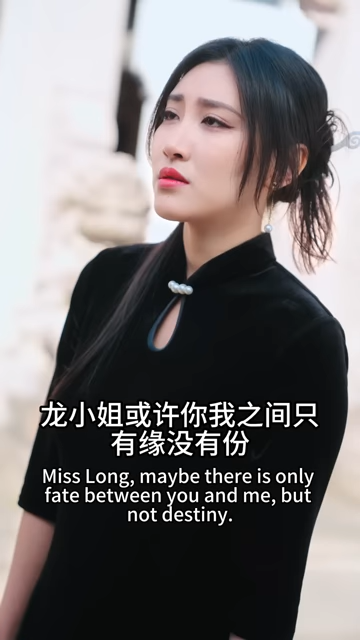 龙小姐或许你我之间只
有缘没有份
Miss Long, maybe there is only
fate between you and me, but
not destiny.